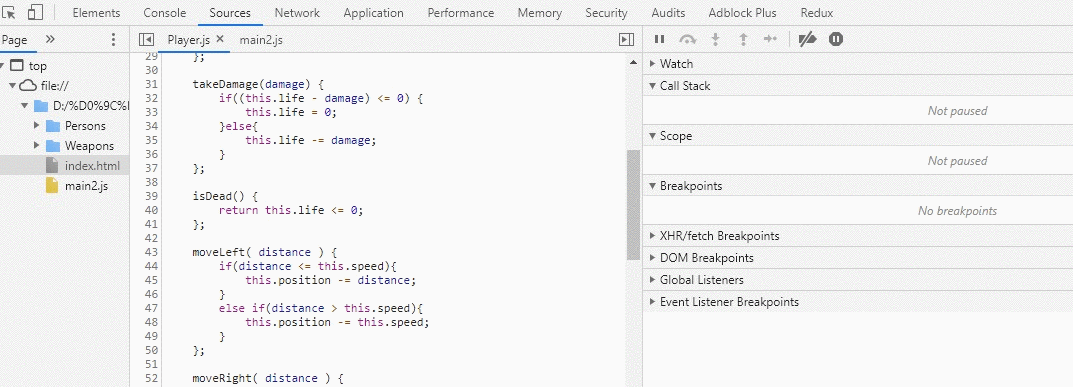 Elements Console Sources Network Application Performance Memory Security Audits Adblock Plus Redux
Page »
top
file://
D:/%D0%9C%I
Persons
Weapons
index.html
main2.js
Player.js × main2.js
29 };
30
31 takeDamage(damage) {
32 if((this.life - damage) <= 0) {
33 this.life = 0;
34 }else{
35 this.life -= damage;
36 }
37 };
38
39 isDead() {
40 return this.life <= 0;
41 };
42
43 moveLeft( distance ) {
44 if(distance <= this.speed){
45 this.position -= distance;
46 }
47 else if(distance > this.speed){
48 this.position -= this.speed;
49 }
50 };
51
52 moveRight( distance ) {
Watch
Call Stack
Not paused
Scope
Not paused
Breakpoints
No breakpoints
XHR/fetch Breakpoints
DOM Breakpoints
Global Listeners
Event Listener Breakpoints